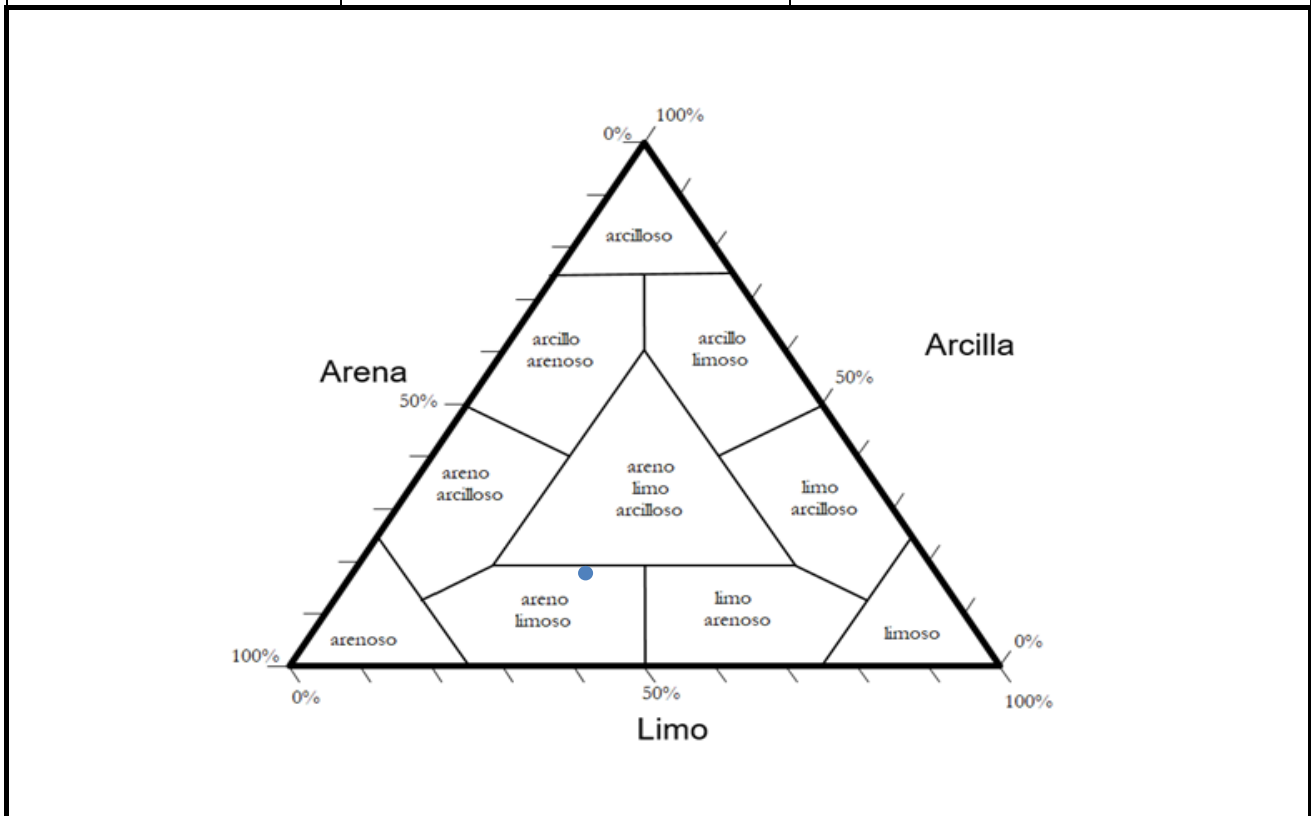 100%
0%
arcilloso
arcillo
arenoso
arcillo
limoso
Arcilla
Arena
50%
50%
areno
arcilloso
areno
limo
arcilloso
limo
arcilloso
areno
limoso
limo
arenoso
arenoso
limoso
0%
100%
0%
50%
100%
Limo